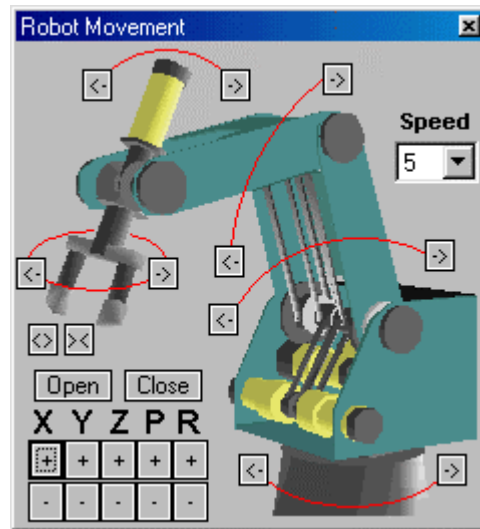 Robot Movement
<- ->
->
Speed
5
<-
<- ->
->
<-
<> ><
Open Close
X Y Z P R
+ + + + +
<- ->
- - - - -